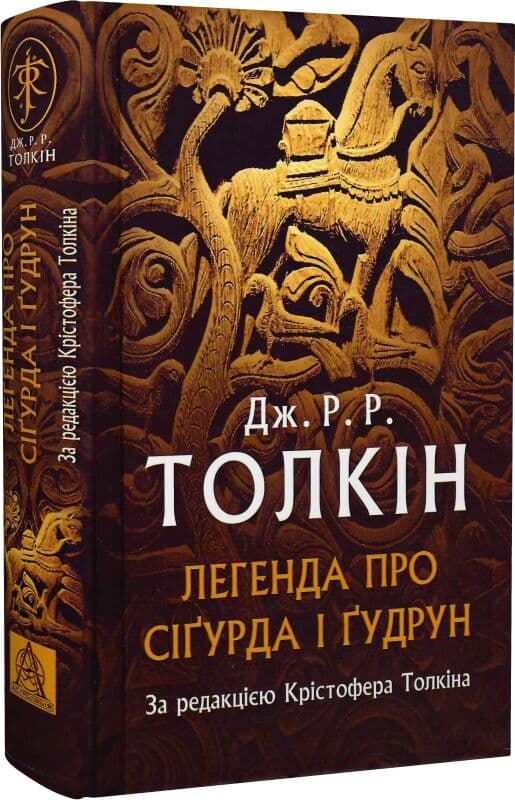 Дж. Р. Р.
ТОЛКІН
ЛЕГЕНДА ПРО
СІҐУРДА І ҐУДРУН
За редакцією Крістофера Толкіна
ДЖ. Р. Р.
ТОЛКІН
ЛЕГЕНДА ПРО
СІҐУРДА І ҐУДРУН
За редакцією Крістофера Толкіна